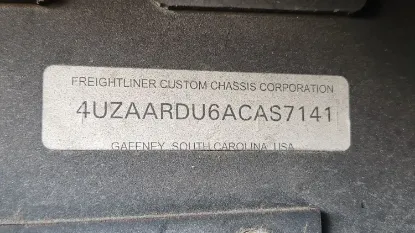 FREIGHTLINER CUSTOM CHASSIS CORPORATION
4UZAARDU6ACAS7141
GAFFNEY, SOUTH CAROLINA, USA